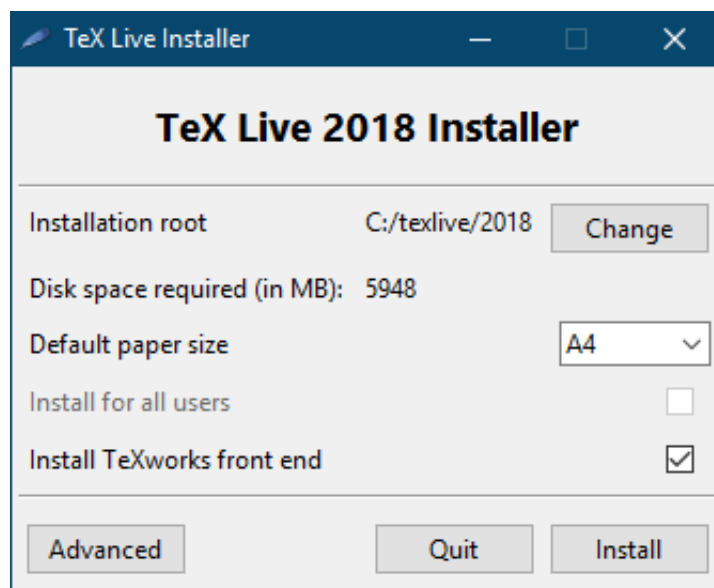 TeX Live Installer
TeX Live 2018 Installer
Installation root C:/texlive/2018 Change
Disk space required (in MB): 5948
Default paper size A4
Install for all users
Install TeXworks front end
Advanced Quit Install